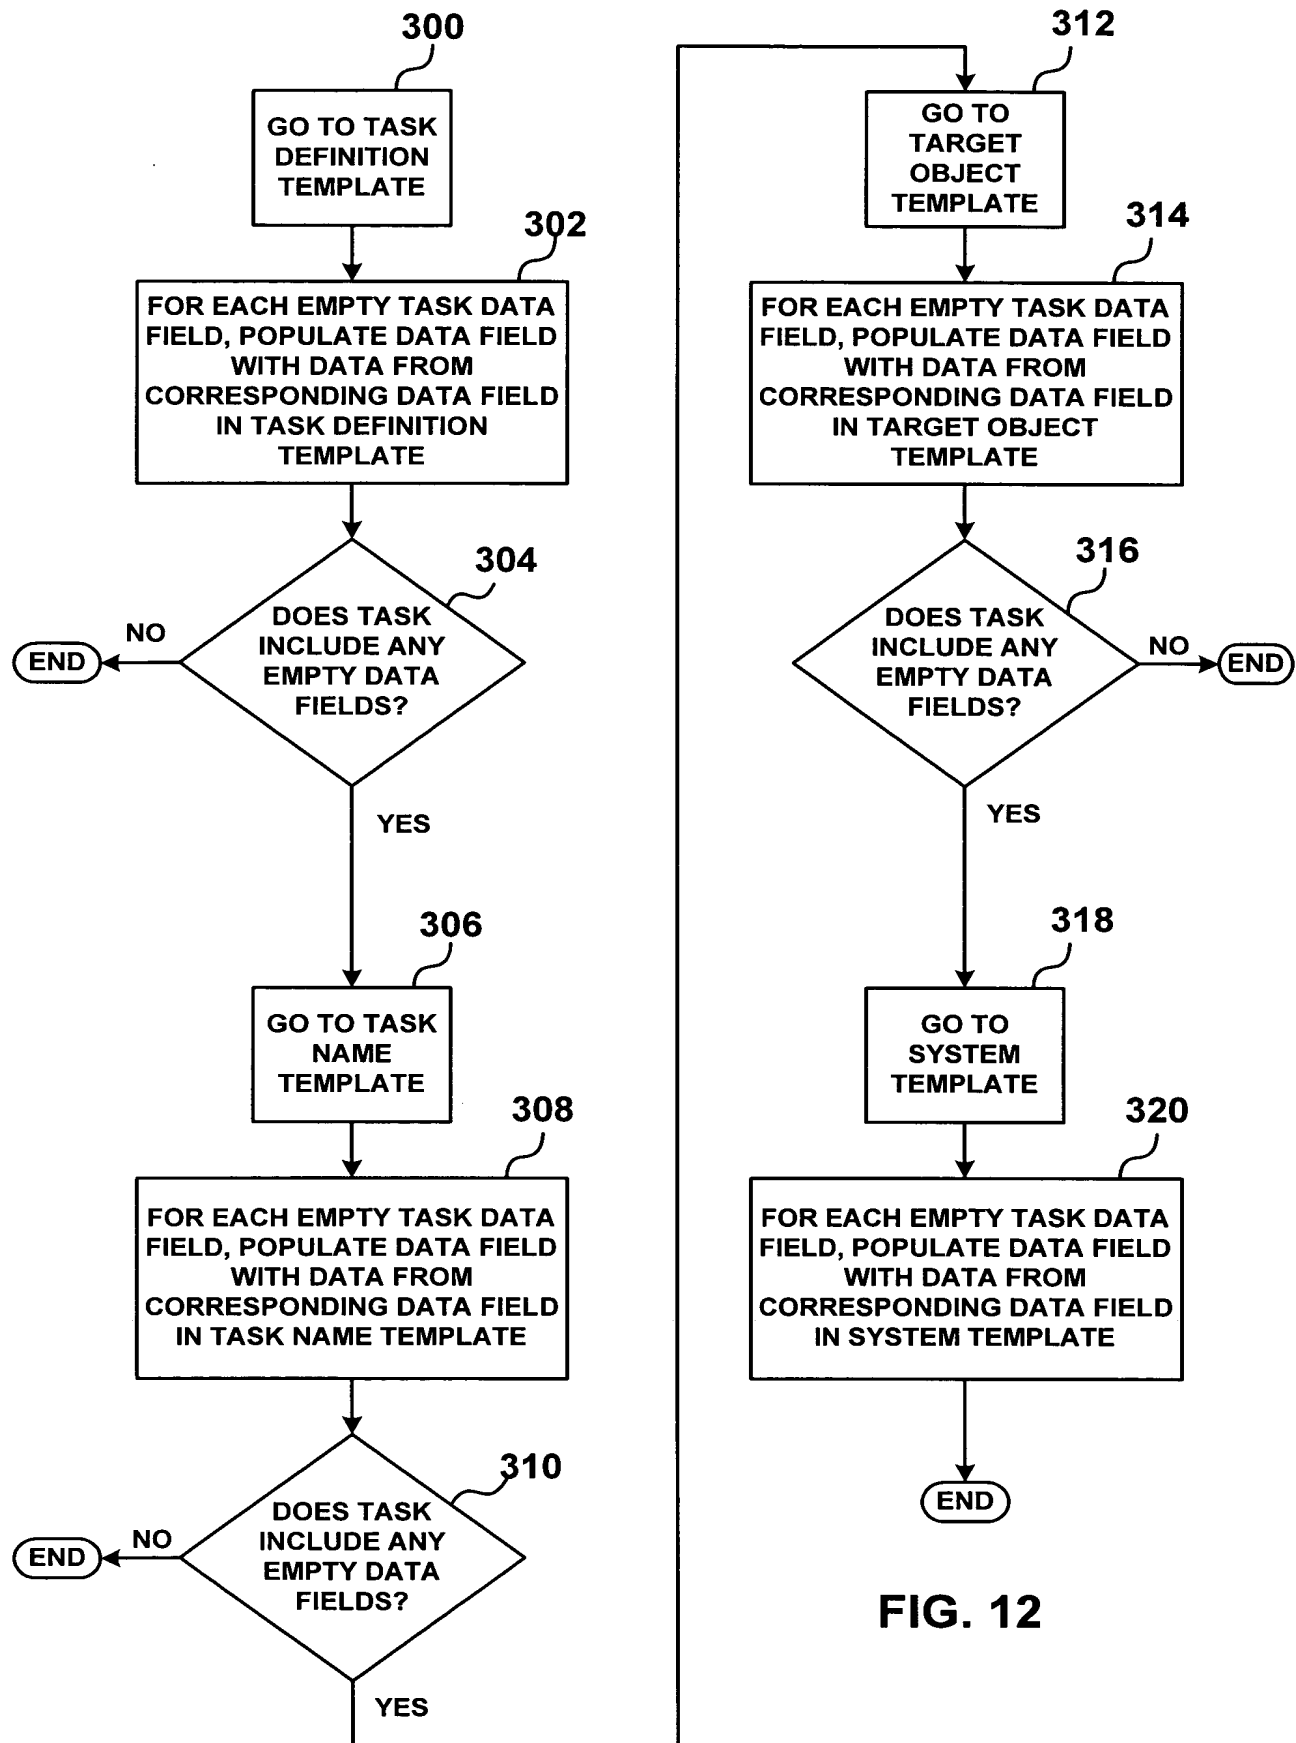 300
GO TO TASK
DEFINITION
TEMPLATE
302
FOR EACH EMPTY TASK DATA
FIELD, POPULATE DATA FIELD
WITH DATA FROM
CORRESPONDING DATA FIELD
IN TASK DEFINITION
TEMPLATE
304
DOES TASK
INCLUDE ANY
EMPTY DATA
FIELDS?
NO
END
YES
306
GO TO TASK
NAME
TEMPLATE
308
FOR EACH EMPTY TASK DATA
FIELD, POPULATE DATA FIELD
WITH DATA FROM
CORRESPONDING DATA FIELD
IN TASK NAME TEMPLATE
310
DOES TASK
INCLUDE ANY
EMPTY DATA
FIELDS?
NO
END
YES
312
GO TO
TARGET
OBJECT
TEMPLATE
314
FOR EACH EMPTY TASK DATA
FIELD, POPULATE DATA FIELD
WITH DATA FROM
CORRESPONDING DATA FIELD
IN TARGET OBJECT
TEMPLATE
316
DOES TASK
INCLUDE ANY
EMPTY DATA
FIELDS?
NO
END
YES
318
GO TO
SYSTEM
TEMPLATE
320
FOR EACH EMPTY TASK DATA
FIELD, POPULATE DATA FIELD
WITH DATA FROM
CORRESPONDING DATA FIELD
IN SYSTEM TEMPLATE
END
FIG. 12